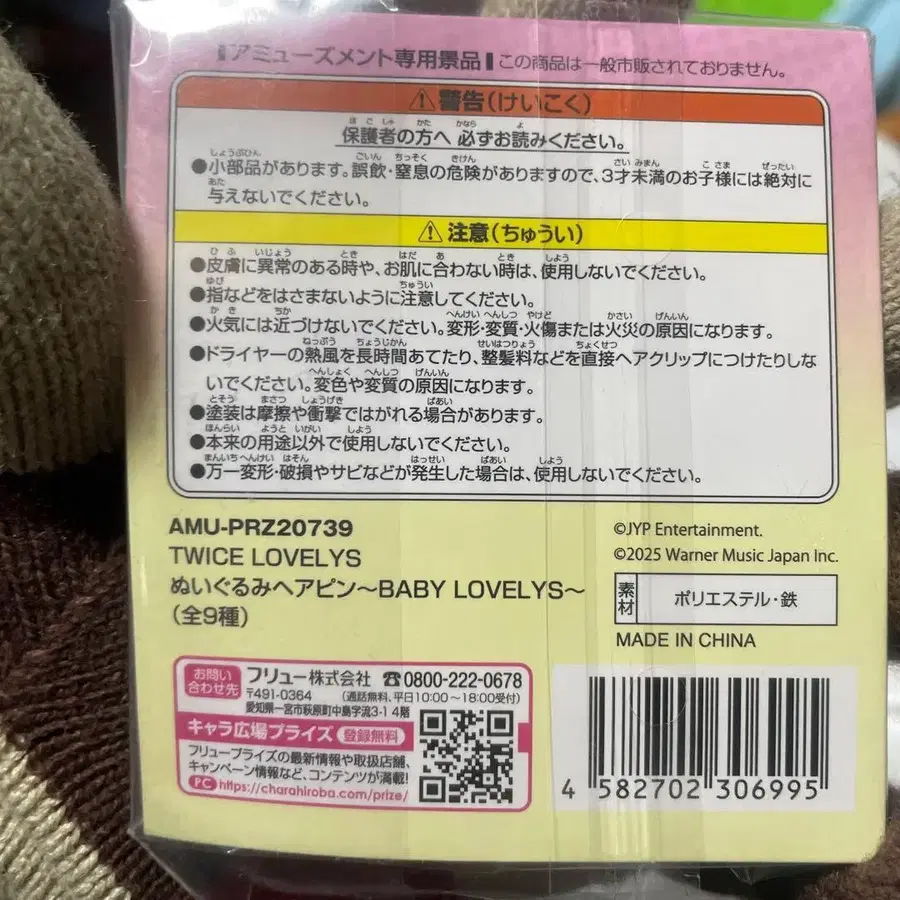 アミューズメント専用景品 この商品は一般市販されておりません。
⚠警告(けいこく)
保護者の方へ 必ずお読みください。
●小部品があります。誤飲・窒息の危険がありますので、3才未満のお子様には絶対に
与えないでください。
⚠注意(ちゅうい)
●皮膚に異常のある時や、お肌に合わない時は、使用しないでください。
●指などをはさまないように注意してください。
●火気には近づけないでください。変形・変質・火傷または火災の原因になります。
●ドライヤーの熱風を長時間あてたり、整髪料などを直接ヘアクリップにつけたりしな
いでください。変色や変質の原因になります。
●塗装は摩擦や衝撃ではがれる場合があります。
●本来の用途以外で使用しないでください。
●万一変形・破損やサビなどが発生した場合は、使用しないでください。
AMU-PRZ20739
TWICE LOVELYS
ぬいぐるみヘアピン～BABY LOVELYS～
(全9種)
©JYP Entertainment.
©2025 Warner Music Japan Inc.
素材 ポリエステル・鉄
MADE IN CHINA
お問い合わせ先 フリュー株式会社 ☎0800-222-0678
〒491-0364 (通話無料、平日10:00～18:00受付)
愛知県一宮市萩原町中島字流3-1 4階
キャラ広場プライズ 登録無料
フリュープライズの最新情報や取扱店舗、
キャンペーン情報など、コンテンツが満載!
PC https://charahiroba.com/prize/
4 582702 306995